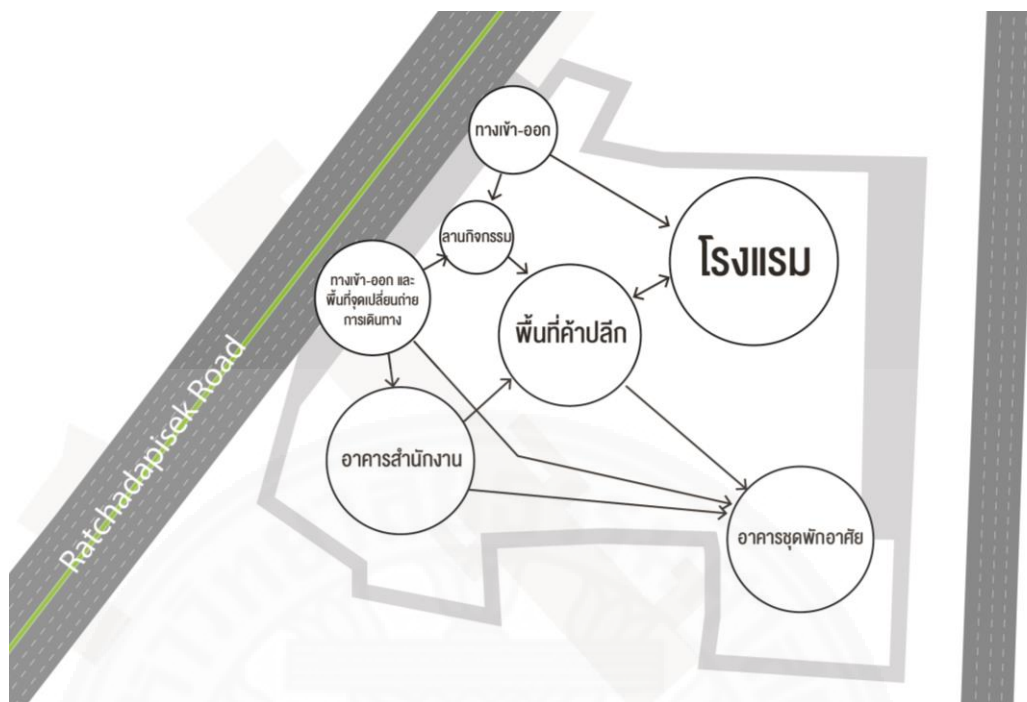 ทางเข้า-ออก
ลานกิจกรรม
โรงแรม
ทางเข้า-ออก และ
พื้นที่จุดเปลี่ยนถ่าย
การเดินทาง
พื้นที่ค้าปลีก
Ratchadapisek Road
อาคารสำนักงาน
อาคารชุดพักอาศัย